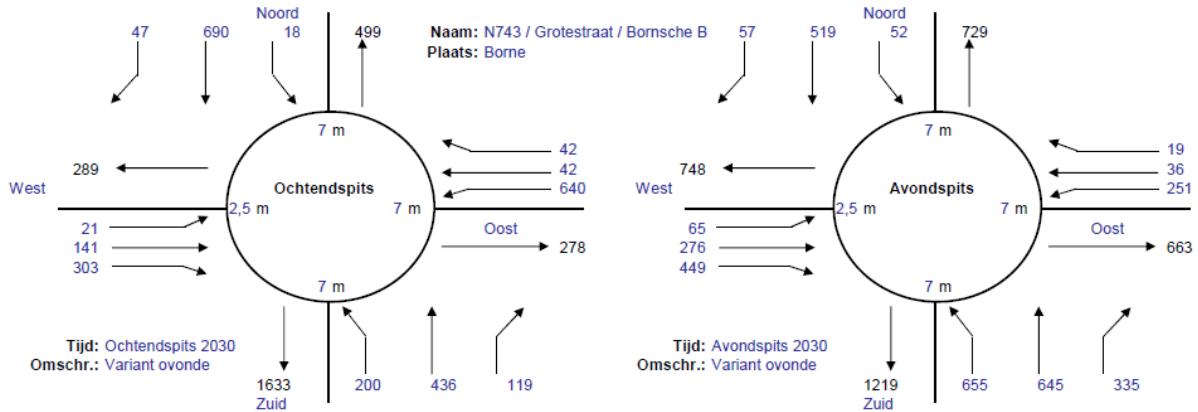 Noord
47 690 18 499
Naam: N743 / Grotestraat / Bornsche B
Plaats: Borne
7 m
42
42
640
289
West
Ochtendspits
2,5 m
7 m
21
141
303
Oost
278
7 m
Tijd: Ochtendspits 2030
Omschr.: Variant ovonde
1633 200 436 119
Zuid
Noord
57 519 52 729
7 m
19
36
251
748
West
Avondspits
2,5 m
7 m
65
276
449
Oost
663
7 m
Tijd: Avondspits 2030
Omschr.: Variant ovonde
1219 655 645 335
Zuid